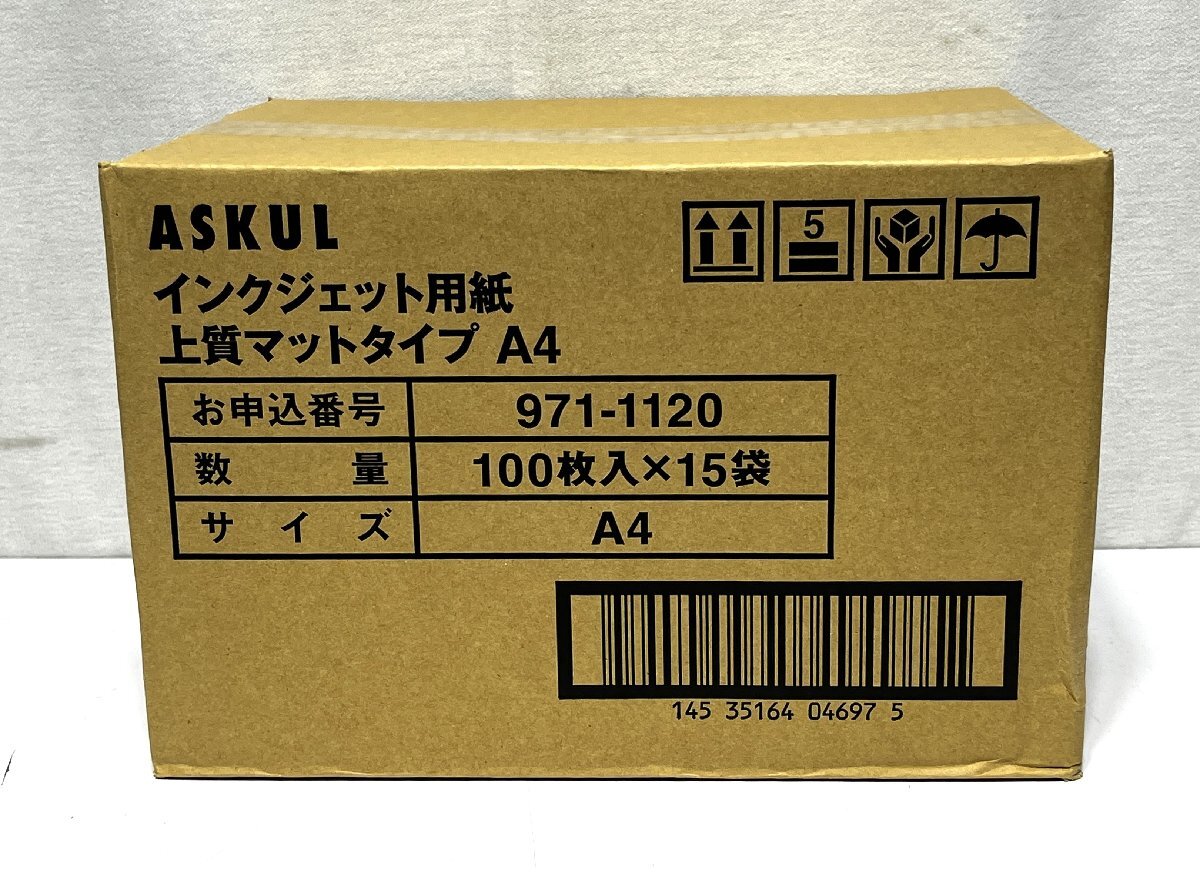 ASKUL
5
インクジェット用紙
上質マットタイプ A4
お申込番号 971-1120
数量 100枚入×15袋
サイズ A4
145 35164 04697 5